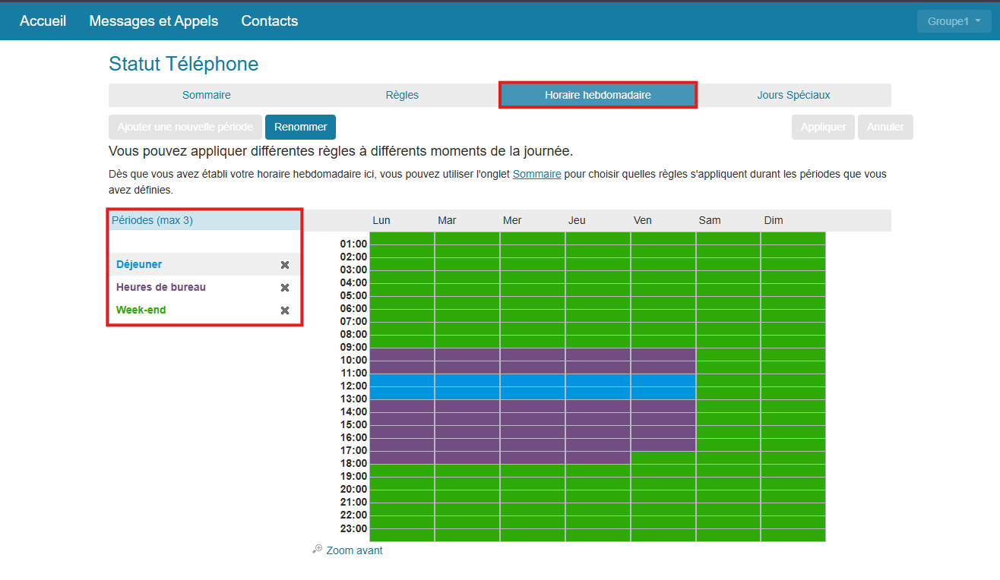 Accueil Messages et Appels Contacts Groupe1
Statut Téléphone
Sommaire Règles Horaire hebdomadaire Jours Spéciaux
Ajouter une nouvelle période Renommer Appliquer Annuler
Vous pouvez appliquer différentes règles à différents moments de la journée.
Dès que vous avez établi votre horaire hebdomadaire ici, vous pouvez utiliser l'onglet Sommaire pour choisir quelles règles s'appliquent durant les périodes que vous
avez définies.
Périodes (max 3) Lun Mar Mer Jeu Ven Sam Dim
Déjeuner
Heures de bureau
Week-end
01:00
02:00
03:00
04:00
05:00
06:00
07:00
08:00
09:00
10:00
11:00
12:00
13:00
14:00
15:00
16:00
17:00
18:00
19:00
20:00
21:00
22:00
23:00
Zoom avant